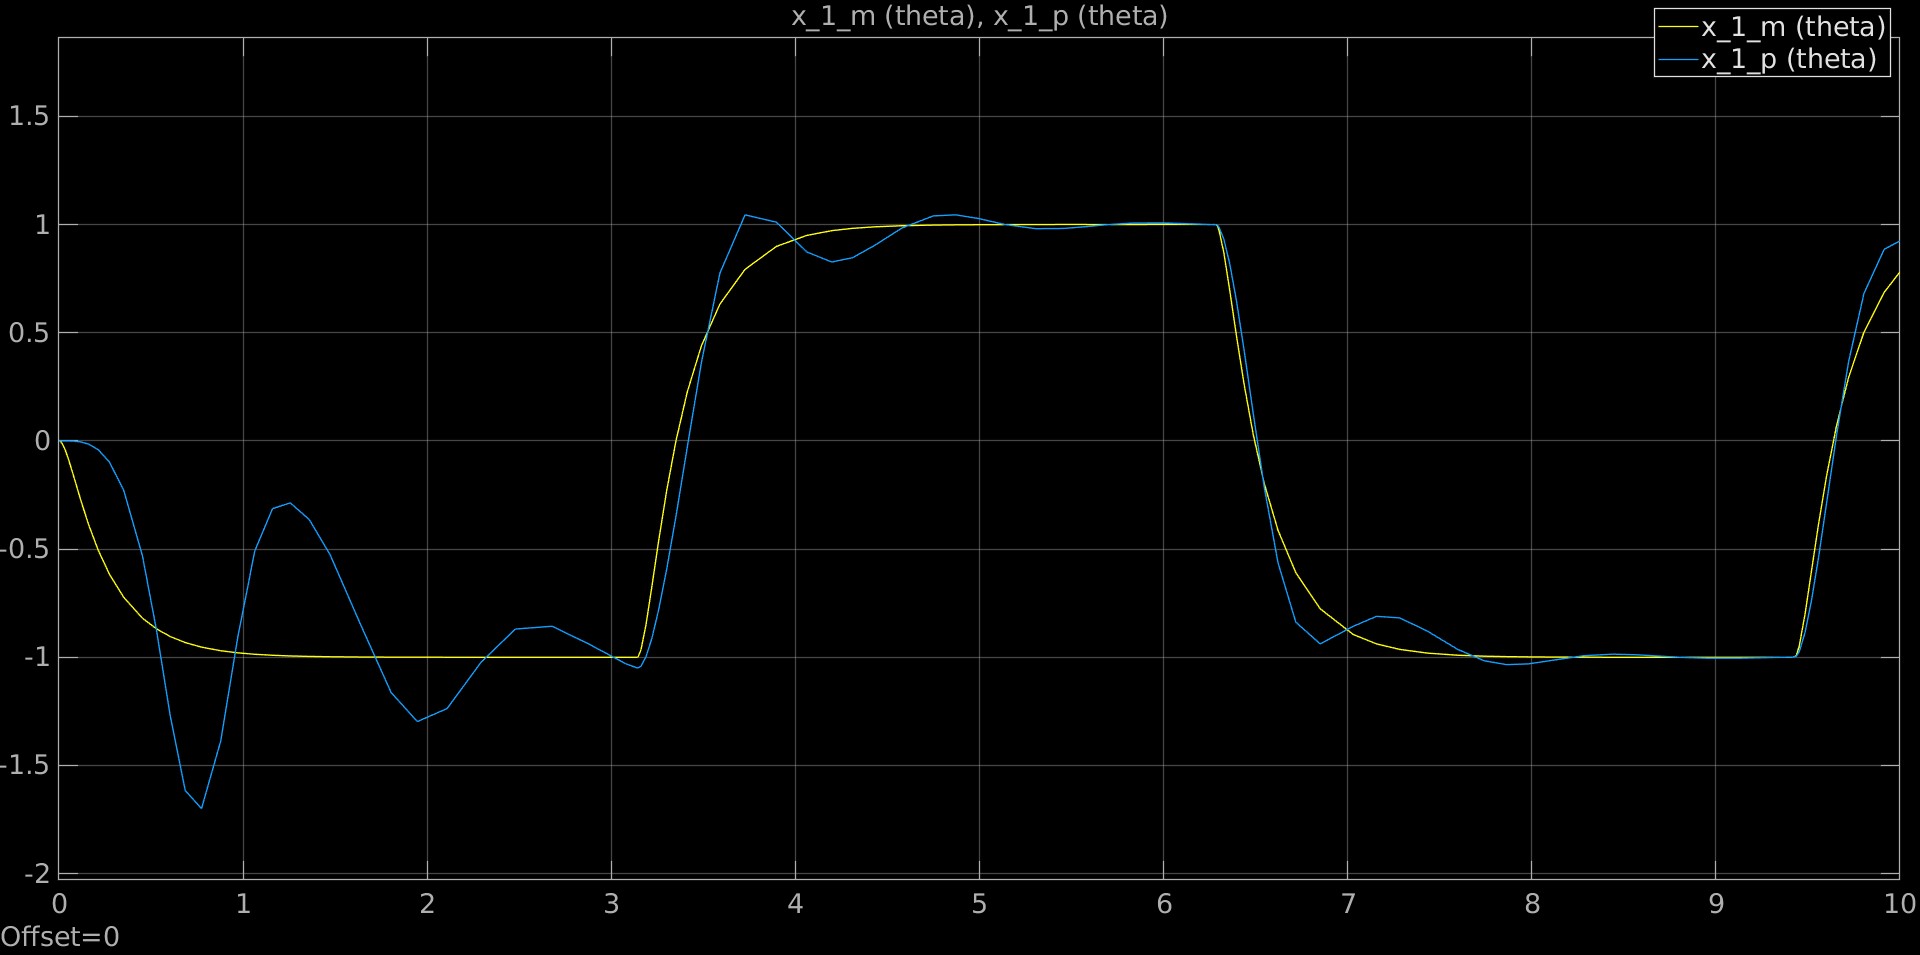 x_1_m (theta), x_1_p (theta)
x_1_m (theta)
x_1_p (theta)
1.5
1
0.5
0
-0.5
-1
-1.5
-2
0 1 2 3 4 5 6 7 8 9 10
Offset=0